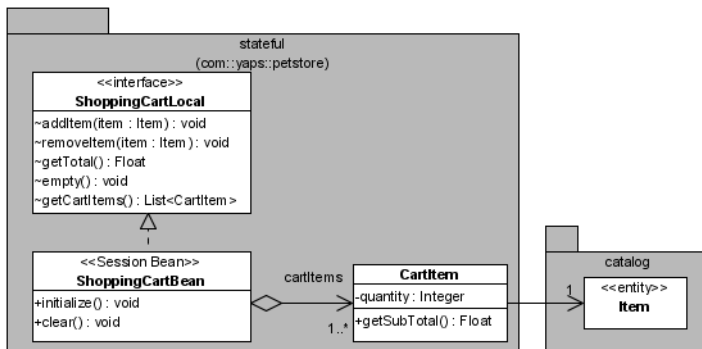 stateful
(com::yaps::petstore)
<<interface>>
ShoppingCartLocal
~addItem(item : Item) : void
~removeItem(item : Item) : void
~getTotal() : Float
~empty() : void
~getCartItems() : List<CartItem>
<<Session Bean>>
ShoppingCartBean
+initialize() : void
+clear() : void
cartItems
1..*
CartItem
-quantity : Integer
+getSubTotal() : Float
catalog
1
<<entity>>
Item